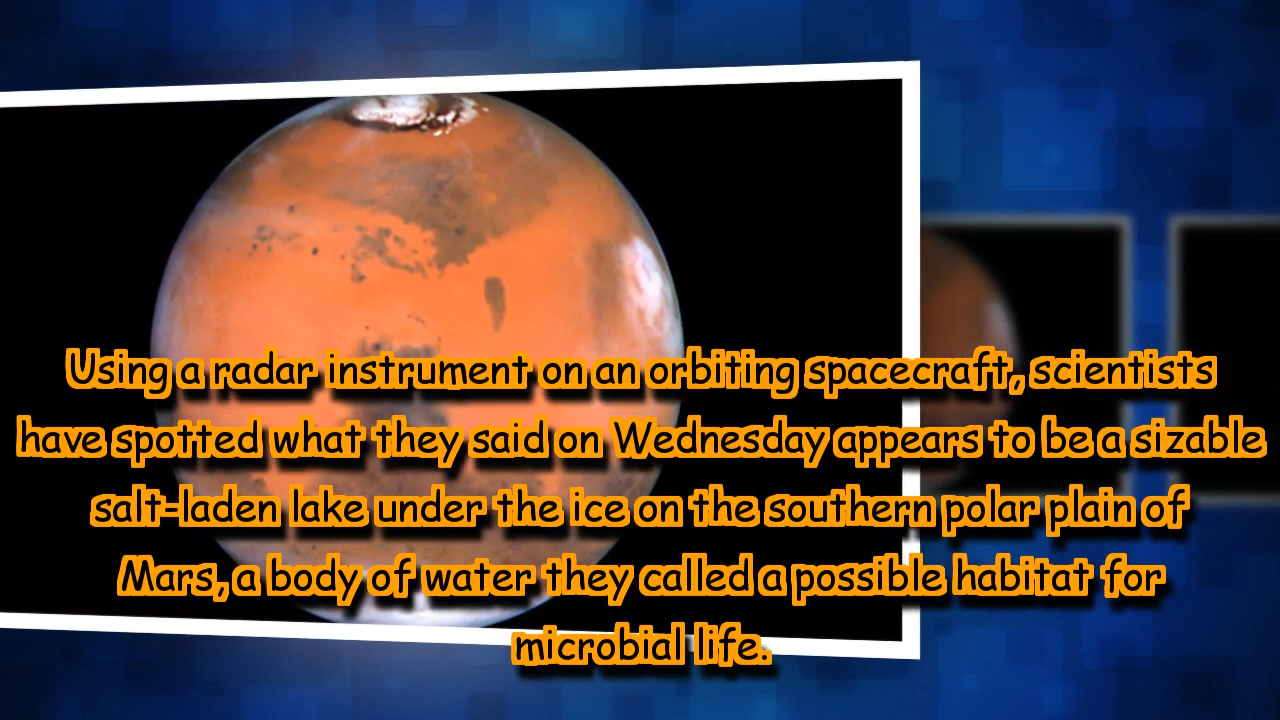 Using a radar instrument on an orbiting spacecraft, scientists
have spotted what they said on Wednesday appears to be a sizable
salt-laden lake under the ice on the southern polar plain of
Mars, a body of water they called a possible habitat for
microbial life.